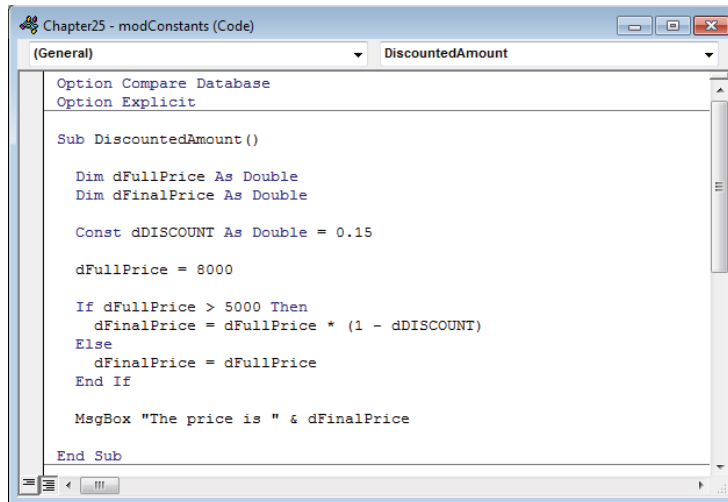 Chapter25 - modConstants (Code)
(General) DiscountedAmount
Option Compare Database
Option Explicit
Sub DiscountedAmount()
Dim dFullPrice As Double
Dim dFinalPrice As Double
Const dDISCOUNT As Double = 0.15
dFullPrice = 8000
If dFullPrice > 5000 Then
dFinalPrice = dFullPrice * (1 - dDISCOUNT)
Else
dFinalPrice = dFullPrice
End If
MsgBox "The price is " & dFinalPrice
End Sub